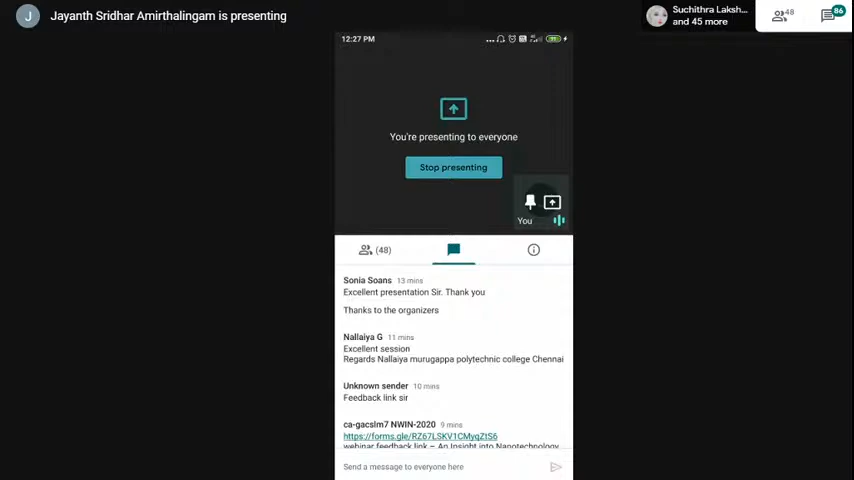 J
Jayanth Sridhar Amirthalingam is presenting
Suchithra Laksh...
and 45 more
48
86
12:27 PM
You're presenting to everyone
Stop presenting
You
(48)
Sonia Soans 13 mins
Excellent presentation Sir. Thank you
Thanks to the organizers
Nallaiya G 11 mins
Excellent session
Regards Nallaiya murugappa polytechnic college Chennai
Unknown sender 10 mins
Feedback link sir
ca-gacslm7 NWIN-2020 9 mins
https://forms.gle/RZ67LSKV1CMyqZtS6
webinar feedback link – An Insight into Nanotechnology
Send a message to everyone here